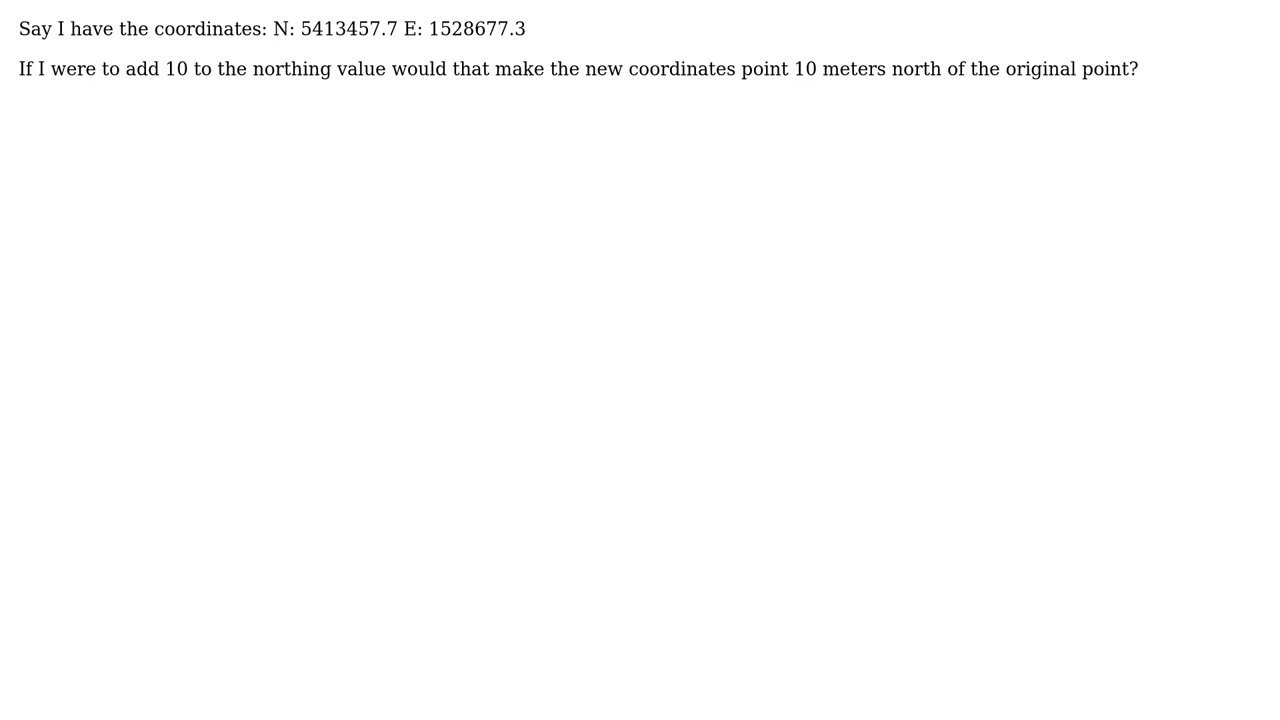 Say I have the coordinates: N: 5413457.7 E: 1528677.3
If I were to add 10 to the northing value would that make the new coordinates point 10 meters north of the original point?